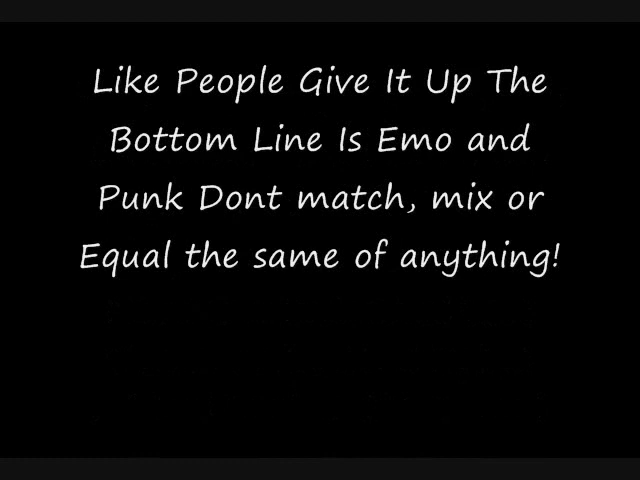 Like People Give It Up The
Bottom Line Is Emo and
Punk Dont match, mix or
Equal the same of anything!